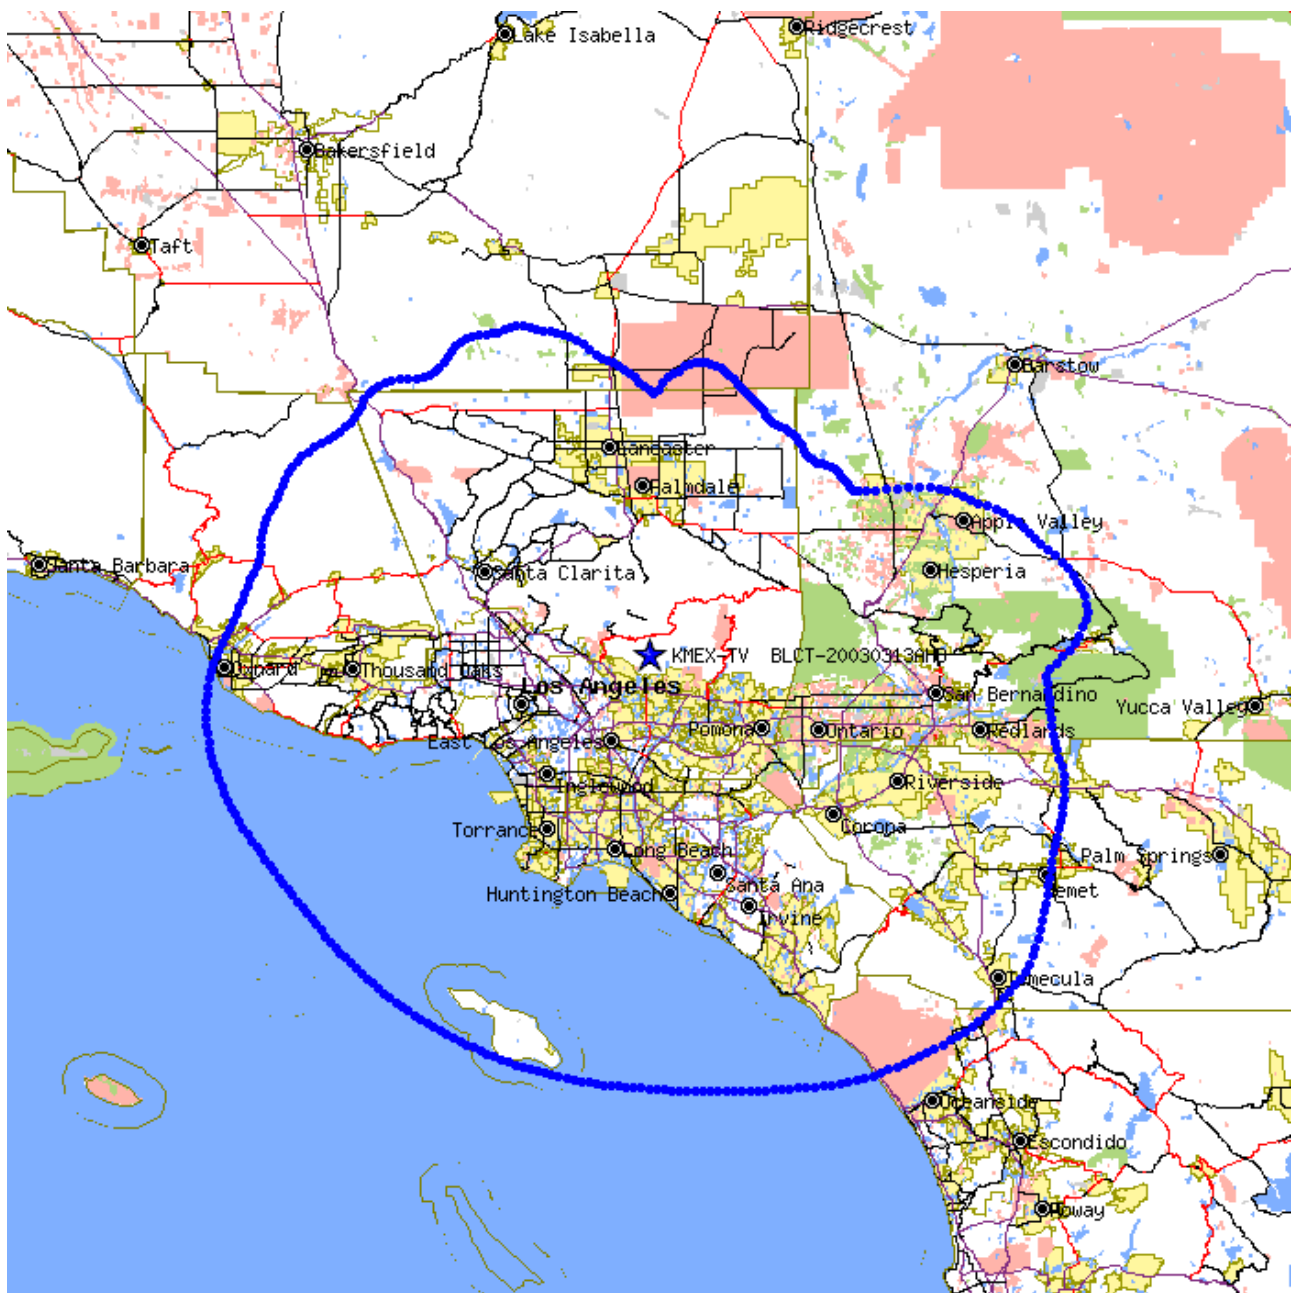 Lake Isabella
Ridgecrest
Bakersfield
Taft
Barstow
Lancaster
Palmdale
Valley
Santa Barbara
Santa Clarita
Hesperia
KMEX-TV BLCT-20030313AHP
Oxnard
Thousand Oaks
Los Angeles
San Bernardino
Yucca Valley
East Los Angeles
Pomona
Ontario
Redlands
Inglewood
Riverside
Torrance
Corona
Long Beach
Palm Springs
Santa Ana
Hemet
Huntington Beach
Irvine
Temecula
Oceanside
Escondido
Poway